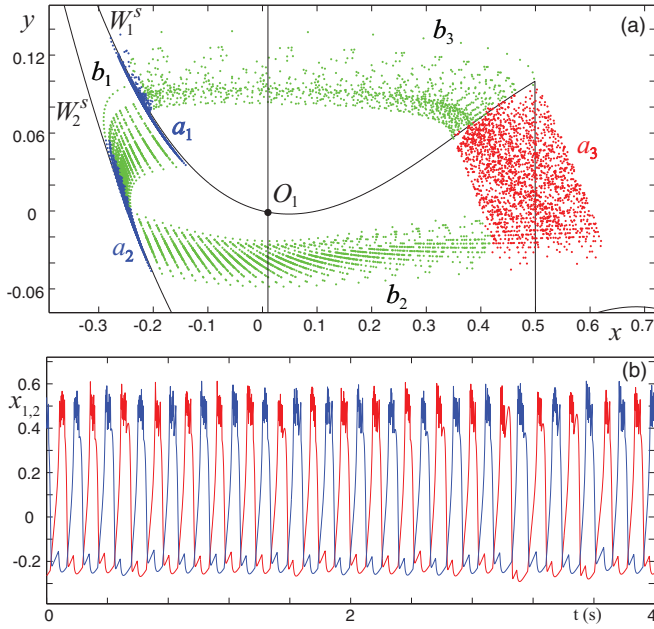 y
W₁ˢ
b₃
(a)
0.12
b₁
W₂ˢ
a₁
a₃
0.06
O₁
0
a₂
b₂
-0.06
-0.3 -0.2 -0.1 0 0.1 0.2 0.3 0.4 0.5 0.6 0.7
x
(b)
0.6
x₁,₂
0.4
0.2
0
-0.2
0 2 t (s) 4